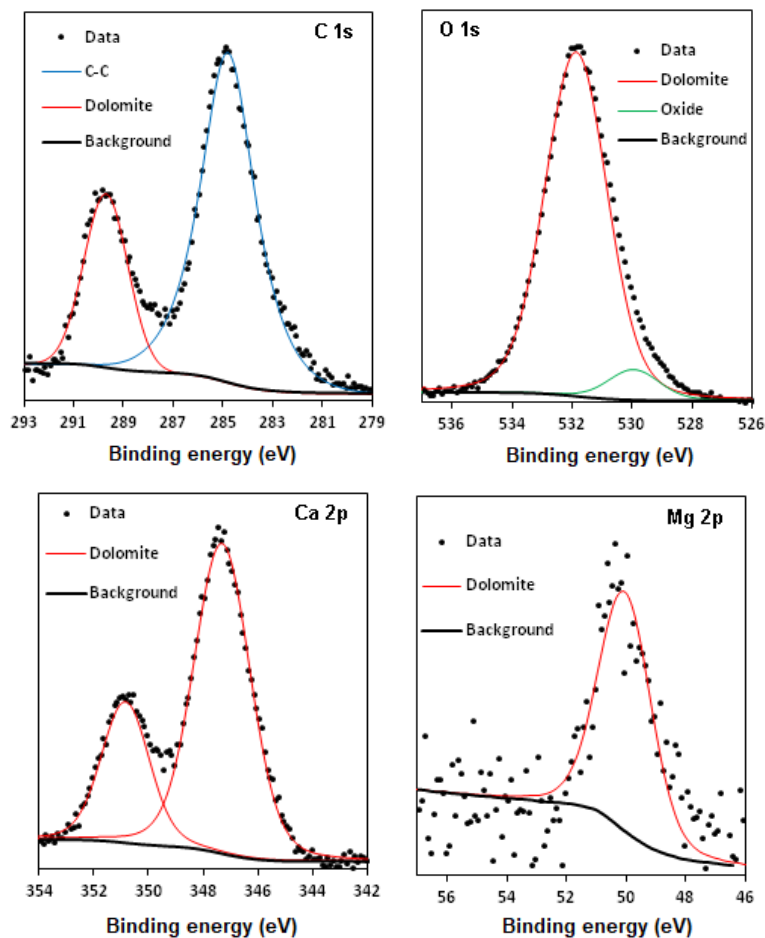 C 1s
Data
C-C
Dolomite
Background
293 291 289 287 285 283 281 279
Binding energy (eV)
O 1s
Data
Dolomite
Oxide
Background
536 534 532 530 528 526
Binding energy (eV)
Ca 2p
Data
Dolomite
Background
354 352 350 348 346 344 342
Binding energy (eV)
Mg 2p
Data
Dolomite
Background
56 54 52 50 48 46
Binding energy (eV)